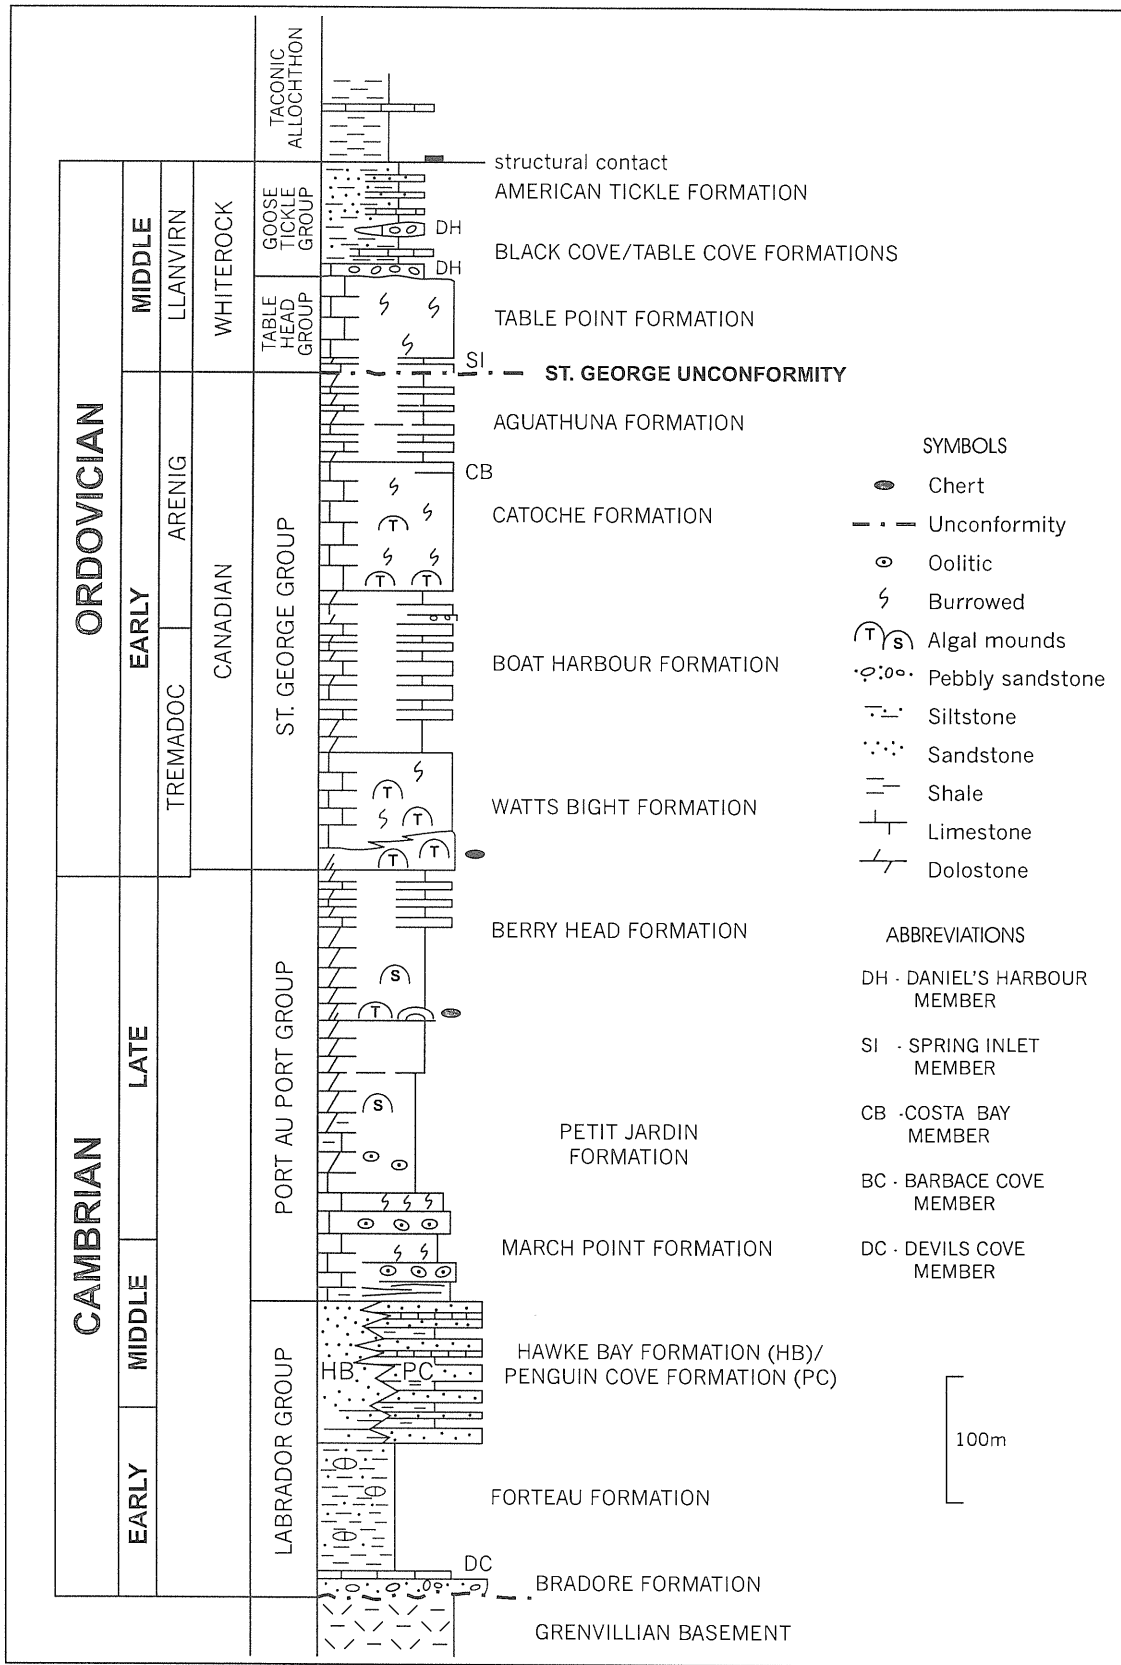 TACONIC
ALLOCHTHON
structural contact
ORDOVICIAN
MIDDLE
LLANVIRN
WHITEROCK
GOOSE
TICKLE
GROUP
AMERICAN TICKLE FORMATION
DH
BLACK COVE/TABLE COVE FORMATIONS
DH
TABLE
HEAD
GROUP
TABLE POINT FORMATION
SI
ST. GEORGE UNCONFORMITY
EARLY
ARENIG
TREMADOC
CANADIAN
ST. GEORGE GROUP
AGUATHUNA FORMATION
CB
CATOCHE FORMATION
T
T
T
BOAT HARBOUR FORMATION
WATTS BIGHT FORMATION
T
T
T
T
CAMBRIAN
LATE
MIDDLE
EARLY
PORT AU PORT GROUP
BERRY HEAD FORMATION
S
T
S
PETIT JARDIN
FORMATION
MARCH POINT FORMATION
LABRADOR GROUP
HB
PC
HAWKE BAY FORMATION (HB)/
PENGUIN COVE FORMATION (PC)
FORTEAU FORMATION
DC
BRADORE FORMATION
GRENVILLIAN BASEMENT
SYMBOLS
Chert
Unconformity
Oolitic
Burrowed
T S Algal mounds
Pebbly sandstone
Siltstone
Sandstone
Shale
Limestone
Dolostone
ABBREVIATIONS
DH - DANIEL'S HARBOUR
MEMBER
SI - SPRING INLET
MEMBER
CB -COSTA BAY
MEMBER
BC - BARBACE COVE
MEMBER
DC - DEVILS COVE
MEMBER
100m